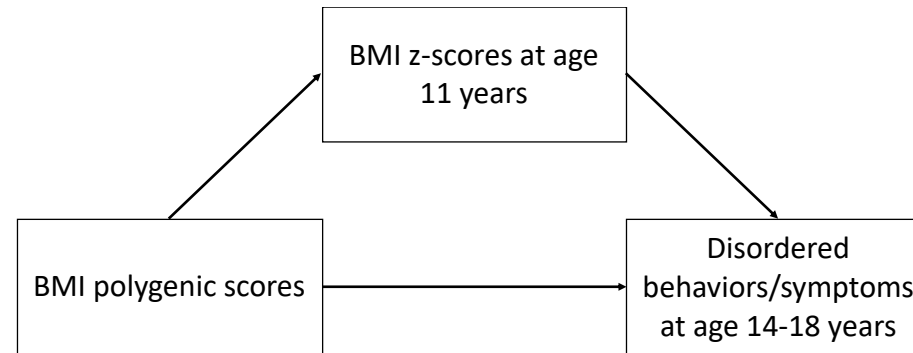 BMI z-scores at age
11 years
BMI polygenic scores
Disordered
behaviors/symptoms
at age 14-18 years